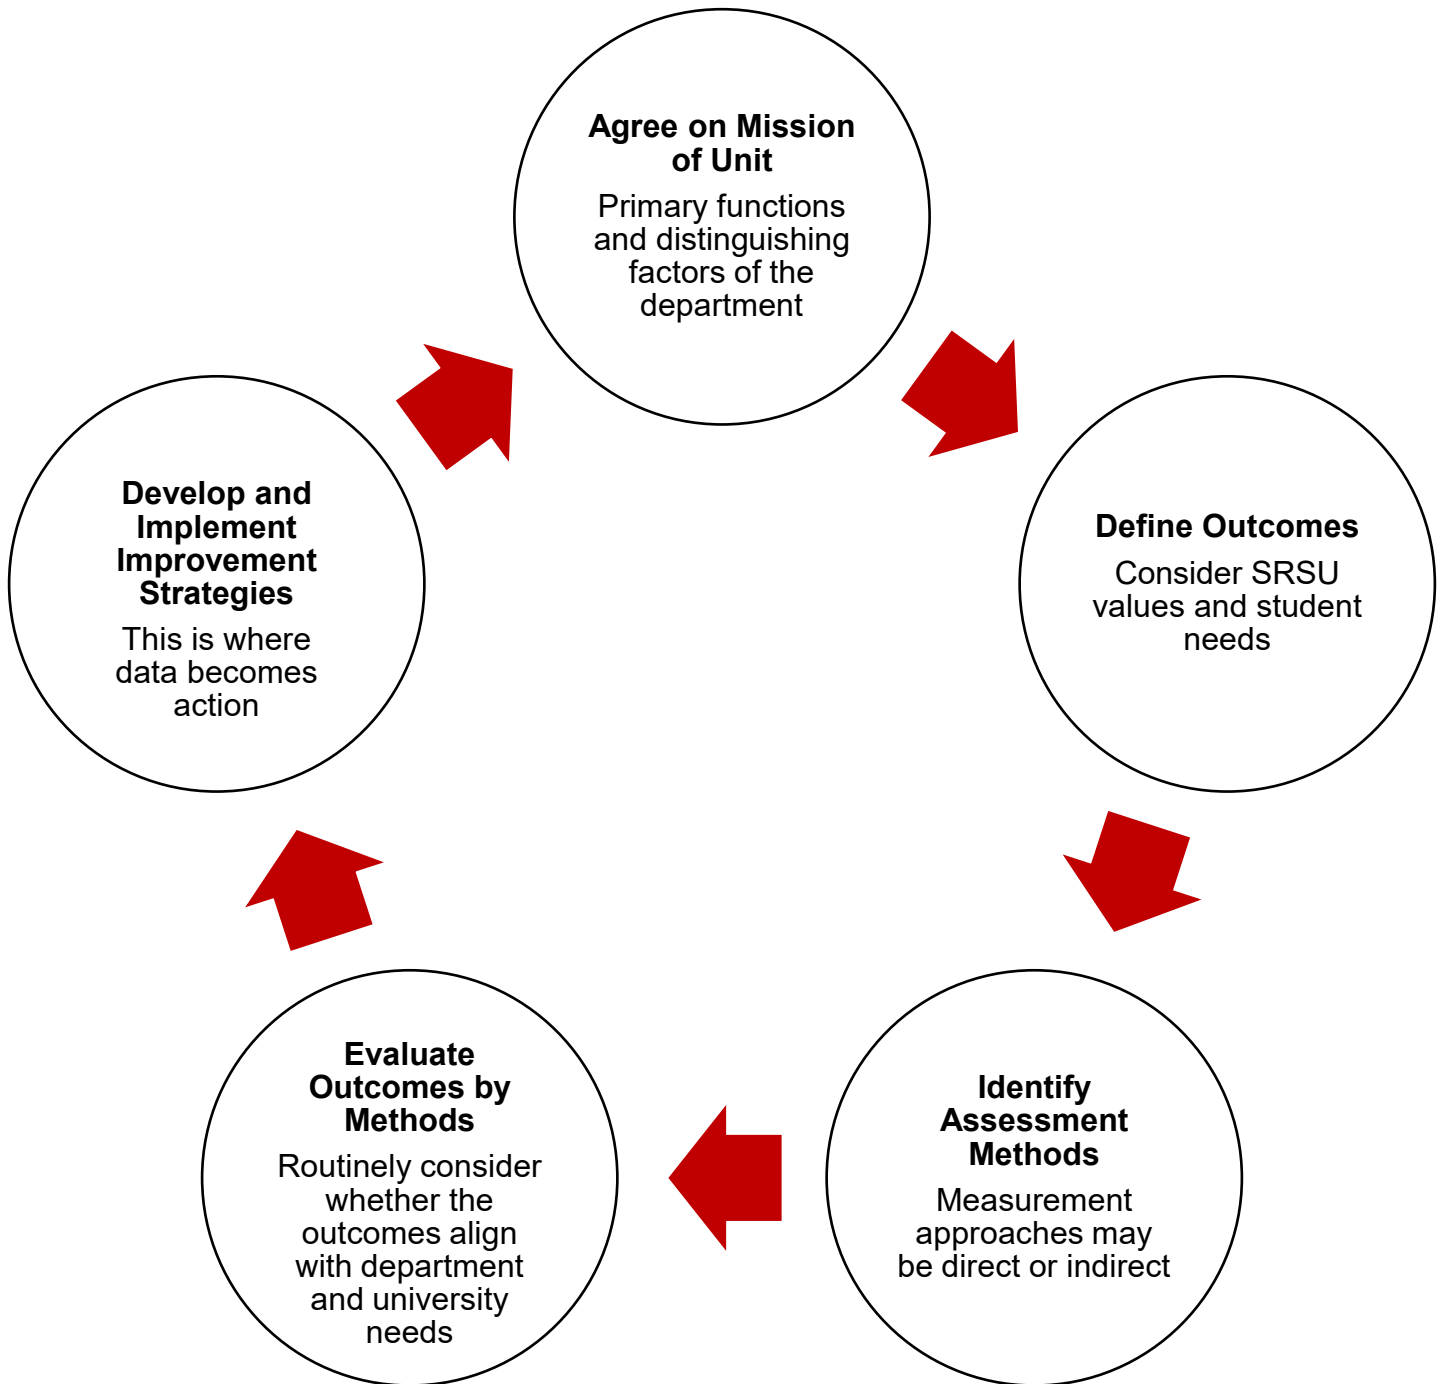 Agree on Mission
of Unit
Primary functions
and distinguishing
factors of the
department
Define Outcomes
Consider SRSU
values and student
needs
Identify
Assessment
Methods
Measurement
approaches may
be direct or indirect
Evaluate
Outcomes by
Methods
Routinely consider
whether the
outcomes align
with department
and university
needs
Develop and
Implement
Improvement
Strategies
This is where
data becomes
action